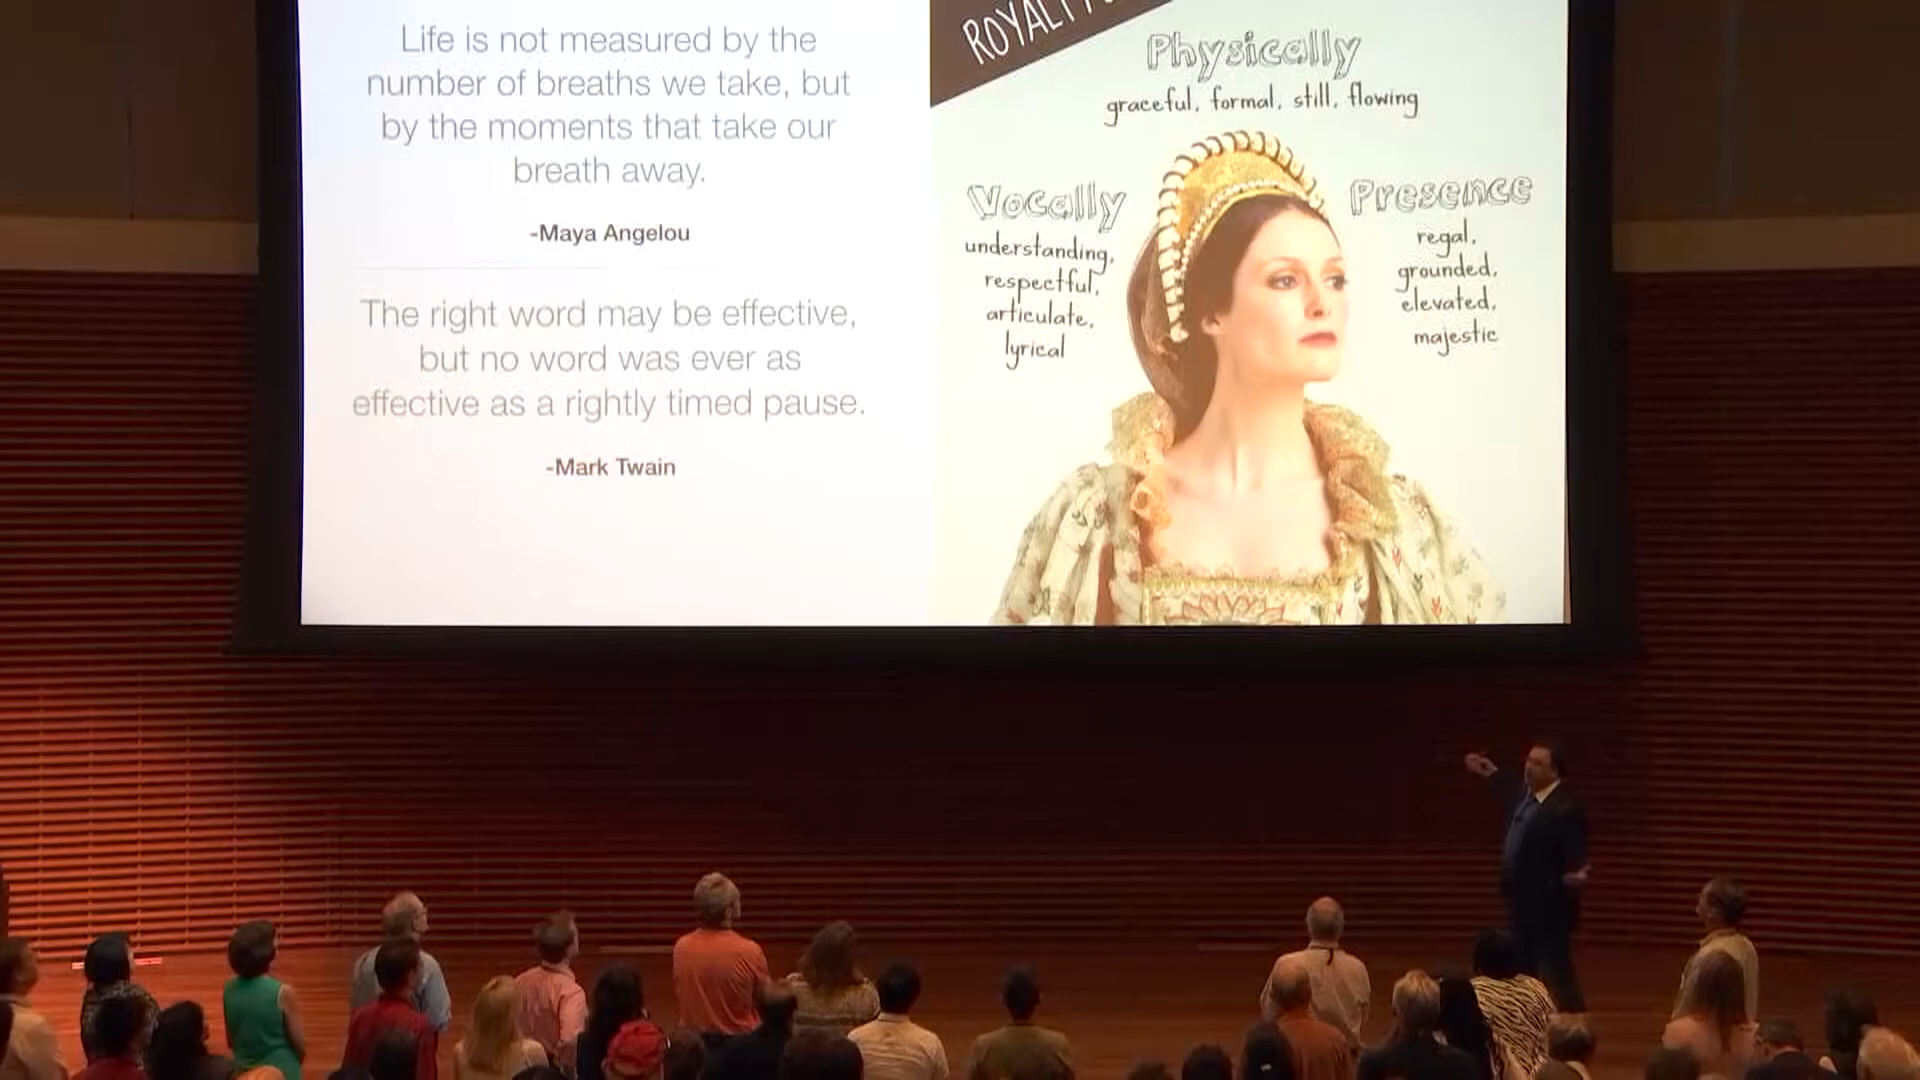 Life is not measured by the
number of breaths we take, but
by the moments that take our
breath away.
-Maya Angelou
The right word may be effective,
but no word was ever as
effective as a rightly timed pause.
-Mark Twain
Physically
graceful, formal, still, flowing
Vocally
understanding,
respectful,
articulate,
lyrical
Presence
regal,
grounded,
elevated,
majestic